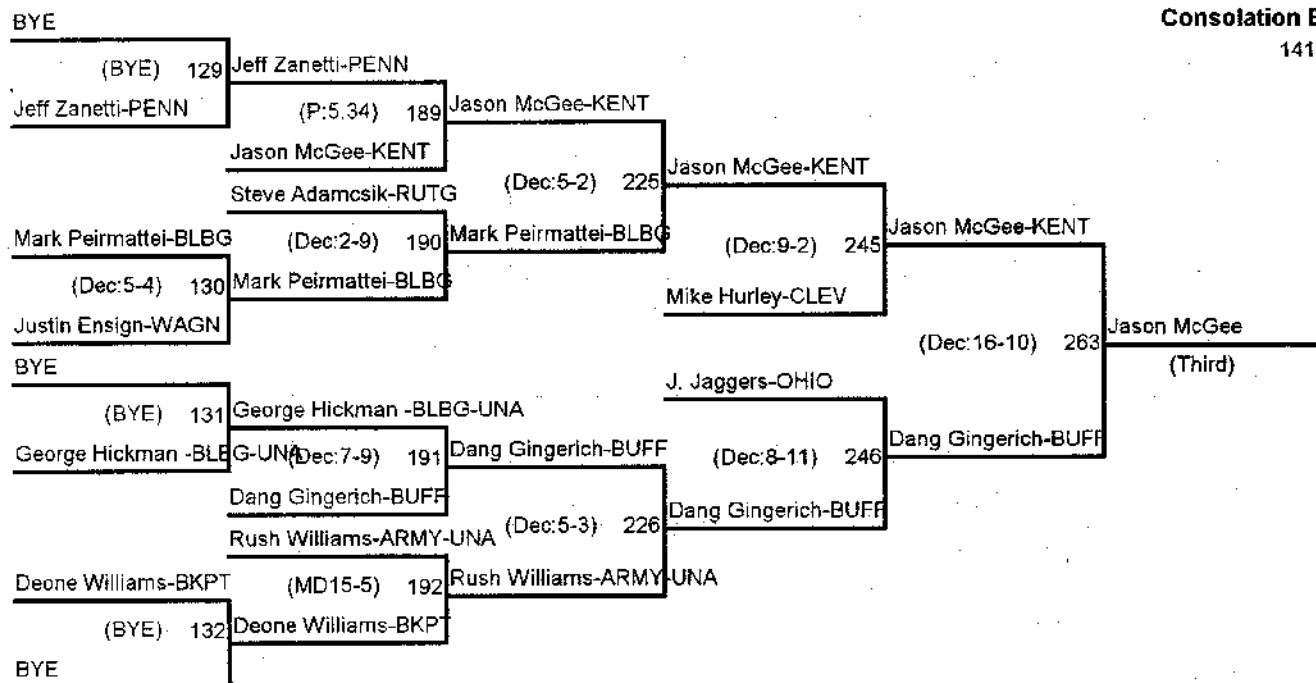 BYE
Consolation B
141
(BYE) 129 Jeff Zanetti-PENN
Jeff Zanetti-PENN
(P:5.34) 189 Jason McGee-KENT
Jason McGee-KENT
(Dec:5-2) 225 Jason McGee-KENT
Steve Adamcsik-RUTG
Mark Peirmattei-BLBG
(Dec:2-9) 190 Mark Peirmattei-BLBG
(Dec:9-2) 245 Jason McGee-KENT
(Dec:5-4) 130 Mark Peirmattei-BLBG
Mike Hurley-CLEV
Justin Ensign-WAGN
(Dec:16-10) 263 Jason McGee
(Third)
BYE
J. Jaggers-OHIO
(BYE) 131 George Hickman -BLBG-UNA
George Hickman -BLBG-UNA
(Dec:7-9) 191 Dang Gingerich-BUFF
(Dec:8-11) 246 Dang Gingerich-BUFF
Dang Gingerich-BUFF
(Dec:5-3) 226 Dang Gingerich-BUFF
Rush Williams-ARMY-UNA
Deone Williams-BKPT
(MD15-5) 192 Rush Williams-ARMY-UNA
(BYE) 132 Deone Williams-BKPT
BYE